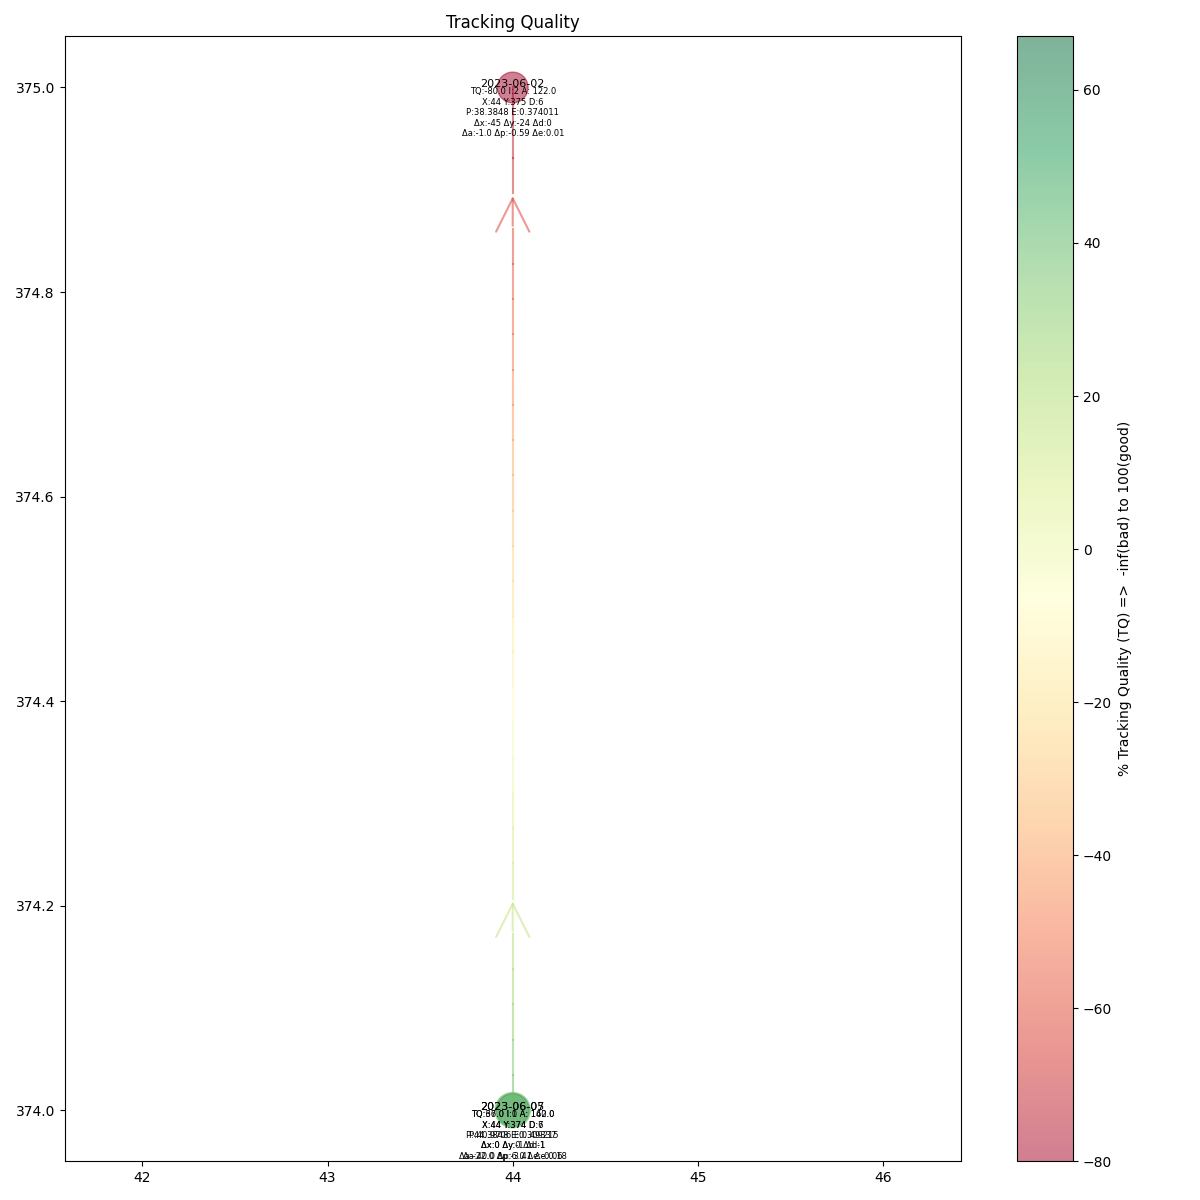 Tracking Quality
375.0
374.8
374.6
374.4
374.2
374.0
2023-06-02
TQ:-80.0 I:2 A: 122.0
X:44 Y:375 D:6
P:38.3848 E:0.374011
Δx:-45 Δy:-24 Δd:0
Δa:-1.0 Δp:-0.59 Δe:0.01
X:44 Y:374
42
43
44
45
46
60
40
20
0
−20
−40
−60
−80
% Tracking Quality (TQ) => -inf(bad) to 100(good)